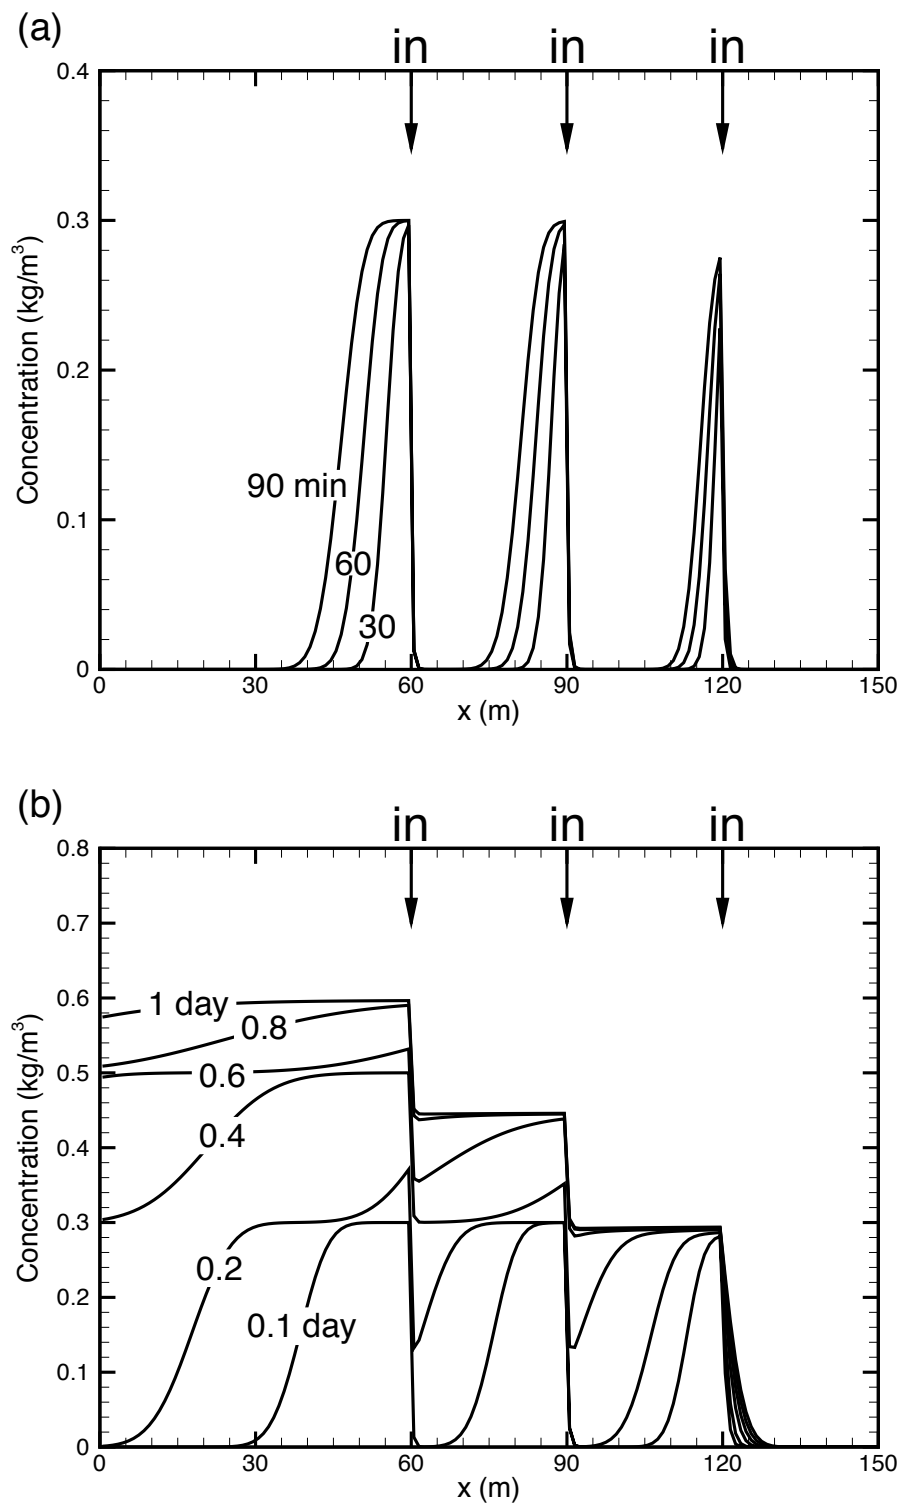 (a)
in in in
0.4
0.3
0.2
0.1
0
Concentration (kg/m³)
90 min
60
30
0 30 60 90 120 150
x (m)
(b)
in in in
0.8
0.7
0.6
0.5
0.4
0.3
0.2
0.1
0
Concentration (kg/m³)
1 day
0.8
0.6
0.4
0.2
0.1 day
0 30 60 90 120 150
x (m)